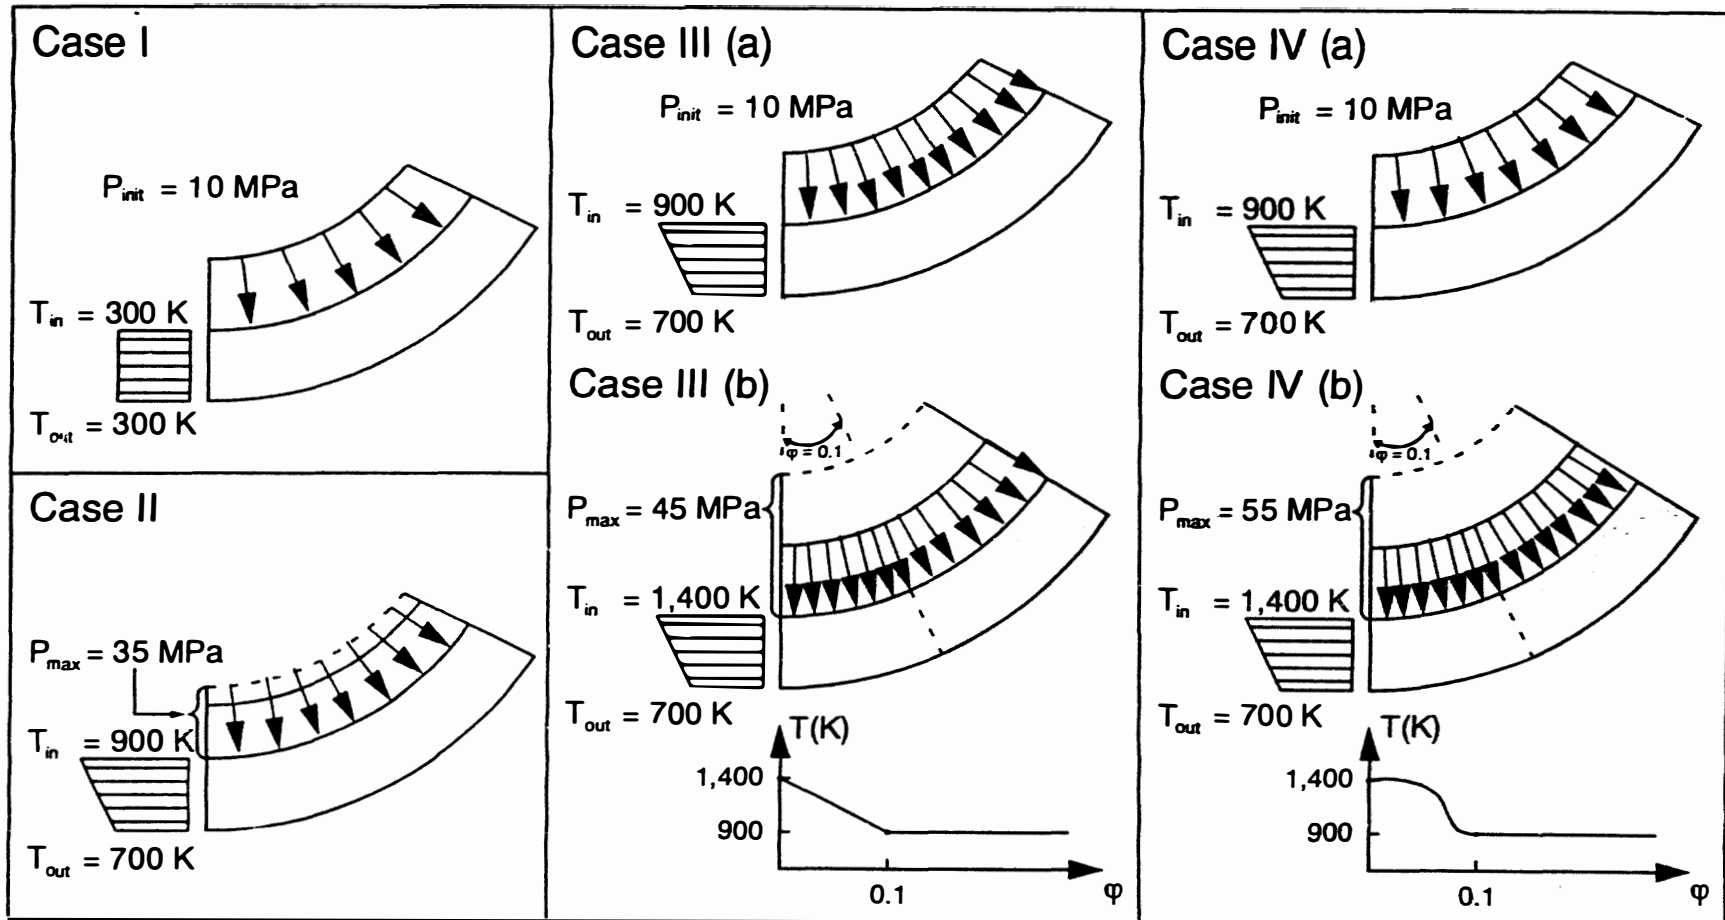 Case I
P_init = 10 MPa
T_in = 300 K
T_out = 300 K
Case II
P_max = 35 MPa
T_in = 900 K
T_out = 700 K
Case III (a)
P_init = 10 MPa
T_in = 900 K
T_out = 700 K
Case III (b)
φ = 0.1
P_max = 45 MPa
T_in = 1,400 K
T_out = 700 K
T(K)
1,400
900
0.1
φ
Case IV (a)
P_init = 10 MPa
T_in = 900 K
T_out = 700 K
Case IV (b)
φ = 0.1
P_max = 55 MPa
T_in = 1,400 K
T_out = 700 K
T(K)
1,400
900
0.1
φ